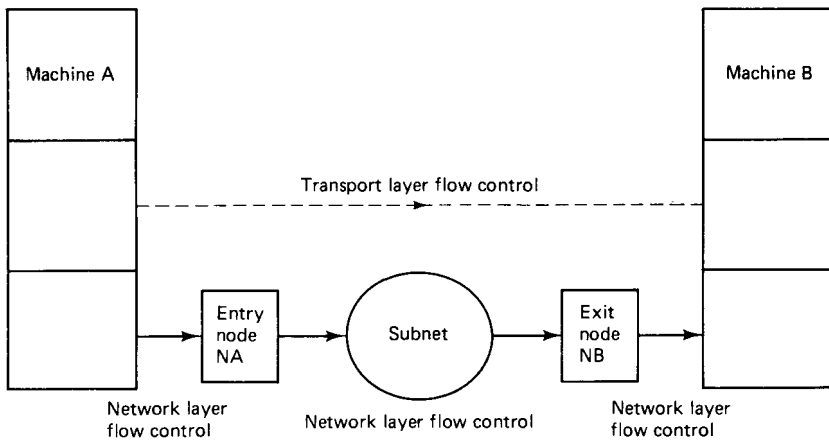 Machine A
Machine B
Transport layer flow control
Entry
node
NA
Subnet
Exit
node
NB
Network layer
flow control
Network layer flow control
Network layer
flow control